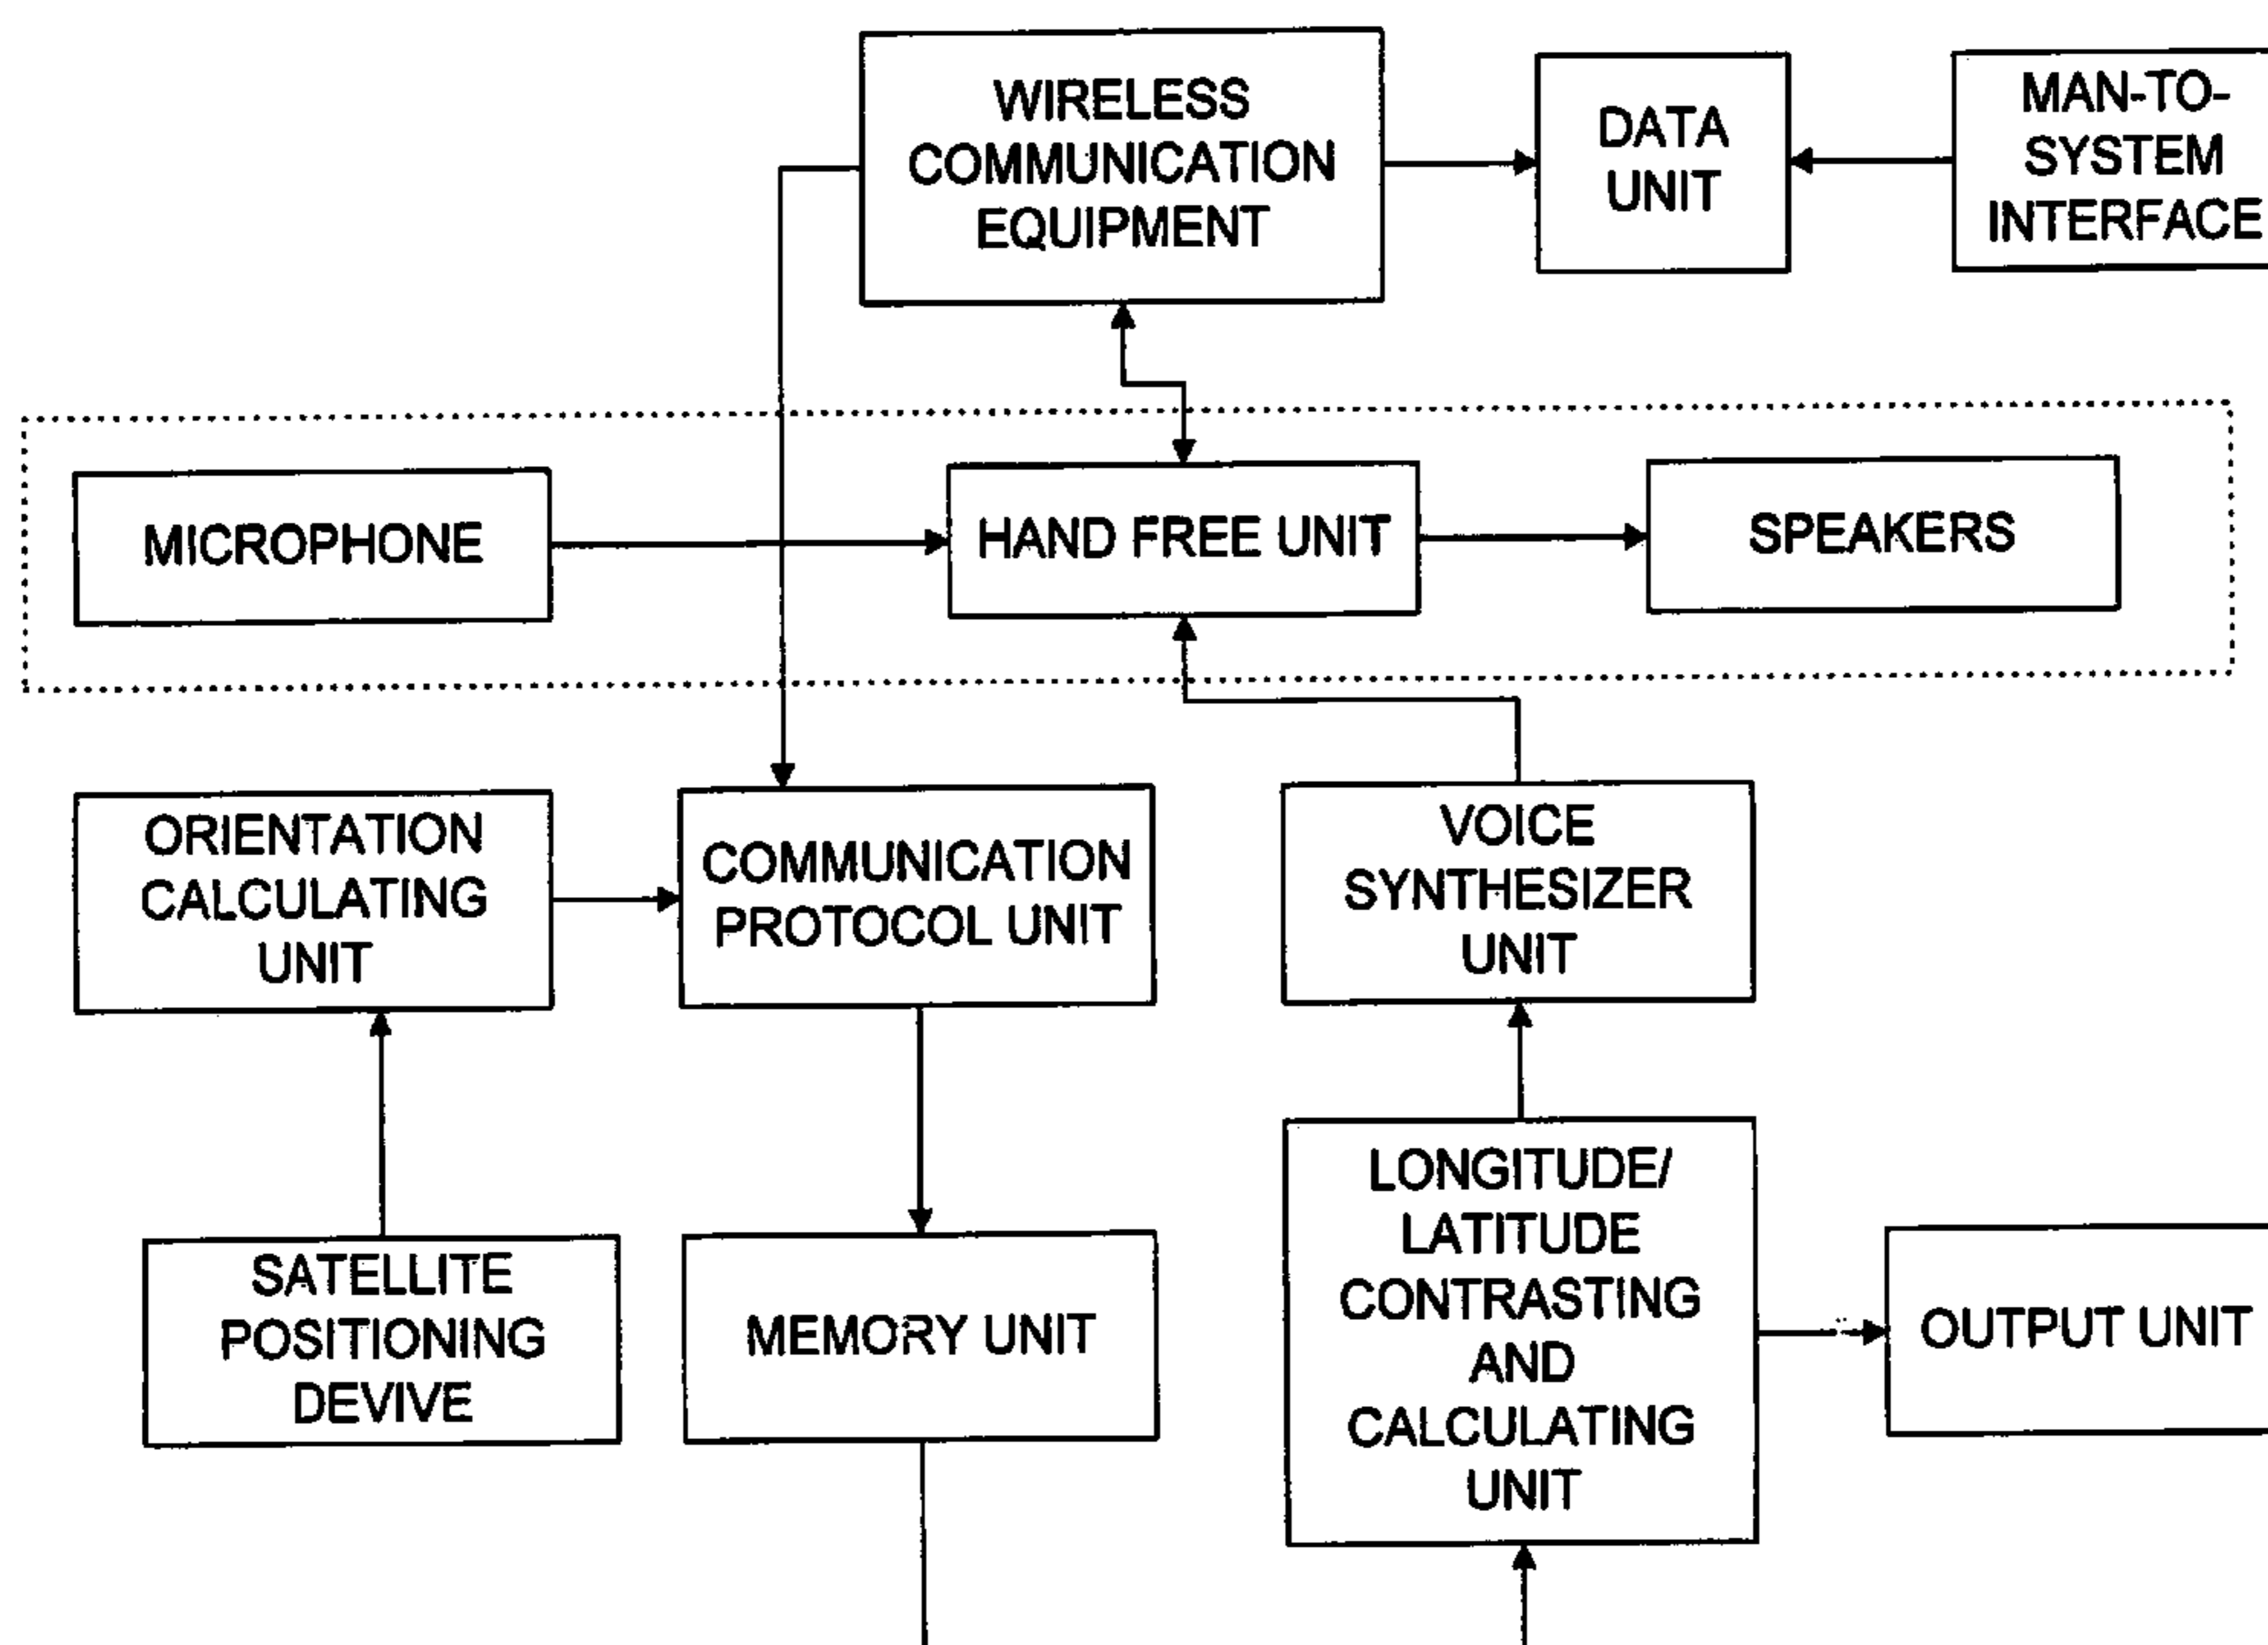 WIRELESS
COMMUNICATION
EQUIPMENT
DATA
UNIT
MAN-TO-
SYSTEM
INTERFACE
MICROPHONE
HAND FREE UNIT
SPEAKERS
ORIENTATION
CALCULATING
UNIT
COMMUNICATION
PROTOCOL UNIT
VOICE
SYNTHESIZER
UNIT
SATELLITE
POSITIONING
DEVIVE
MEMORY UNIT
LONGITUDE/
LATITUDE
CONTRASTING
AND
CALCULATING
UNIT
OUTPUT UNIT